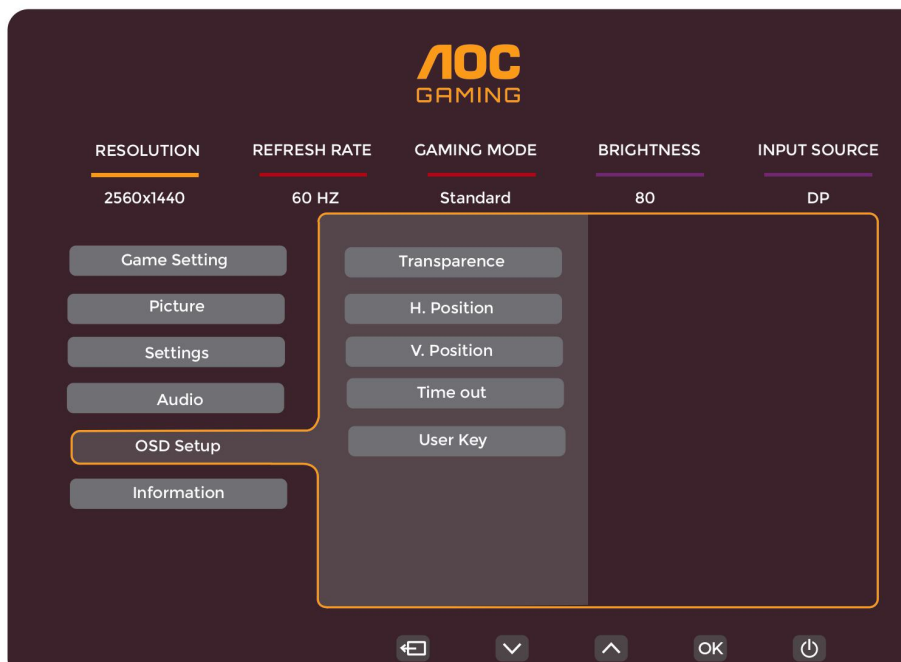 AOC
GAMING
RESOLUTION REFRESH RATE GAMING MODE BRIGHTNESS INPUT SOURCE
2560x1440 60 HZ Standard 80 DP
Game Setting Transparence
Picture H. Position
Settings V. Position
Audio Time out
OSD Setup User Key
Information
OK